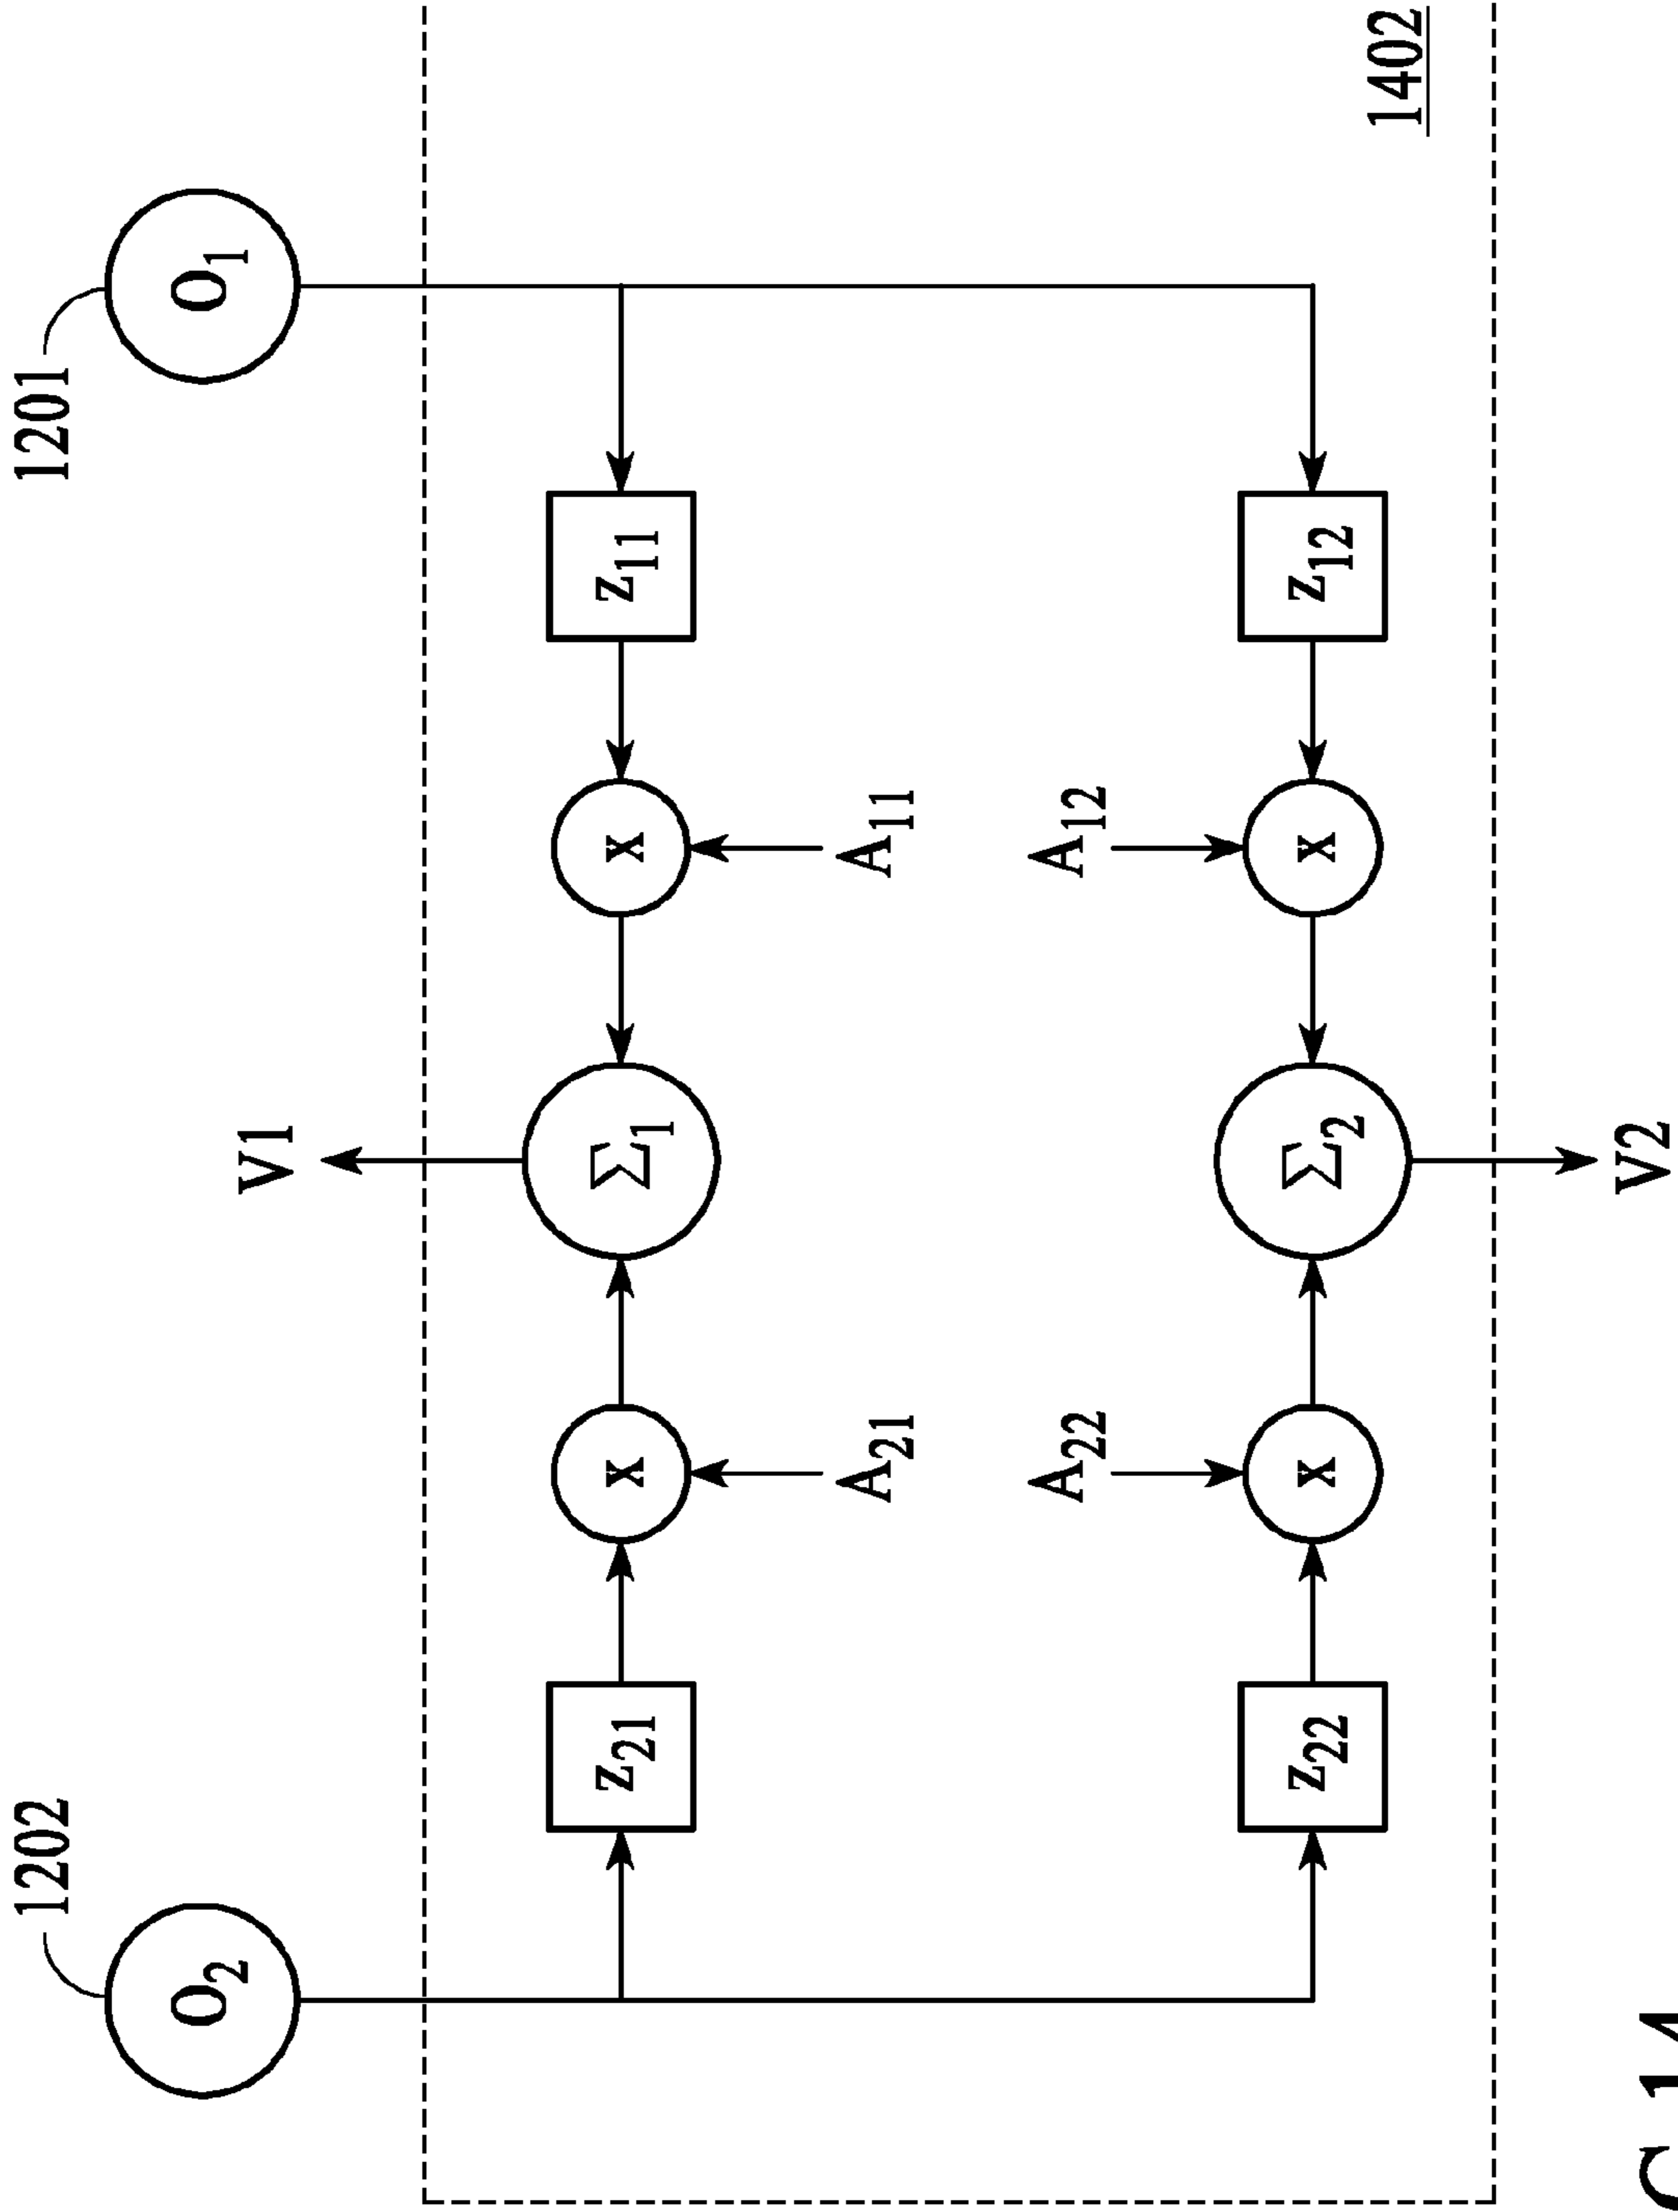 1202
1201
O₂
O₁
V1
z₂₁
x
Σ₁
x
z₁₁
A₂₁
A₁₁
A₂₂
A₁₂
z₂₂
x
Σ₂
x
z₁₂
1402
V2